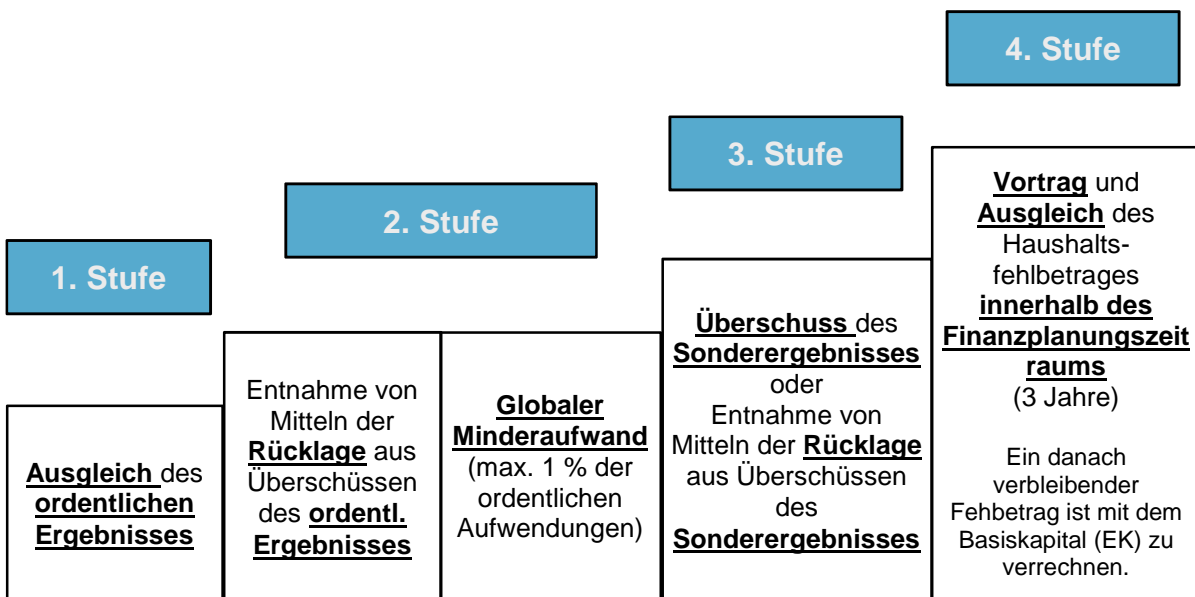 1. Stufe
Ausgleich des
ordentlichen
Ergebnisses
2. Stufe
Entnahme von
Mitteln der
Rücklage aus
Überschüssen
des ordentl.
Ergebnisses
Globaler
Minderaufwand
(max. 1 % der
ordentlichen
Aufwendungen)
3. Stufe
Überschuss des
Sonderergebnisses
oder
Entnahme von
Mitteln der Rücklage
aus Überschüssen
des
Sonderergebnisses
4. Stufe
Vortrag und
Ausgleich des
Haushalts-
fehlbetrages
innerhalb des
Finanzplanungszeit
raums
(3 Jahre)
Ein danach
verbleibender
Fehbetrag ist mit dem
Basiskapital (EK) zu
verrechnen.